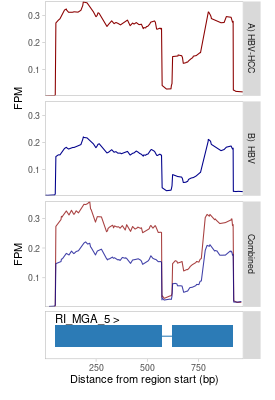 0.3
0.2
0.1
A) HBV-HCC
FPM
0.3
0.2
0.1
B) HBV
0.3
0.2
0.1
FPM
Combined
RI_MGA_5 >
250 500 750
Distance from region start (bp)